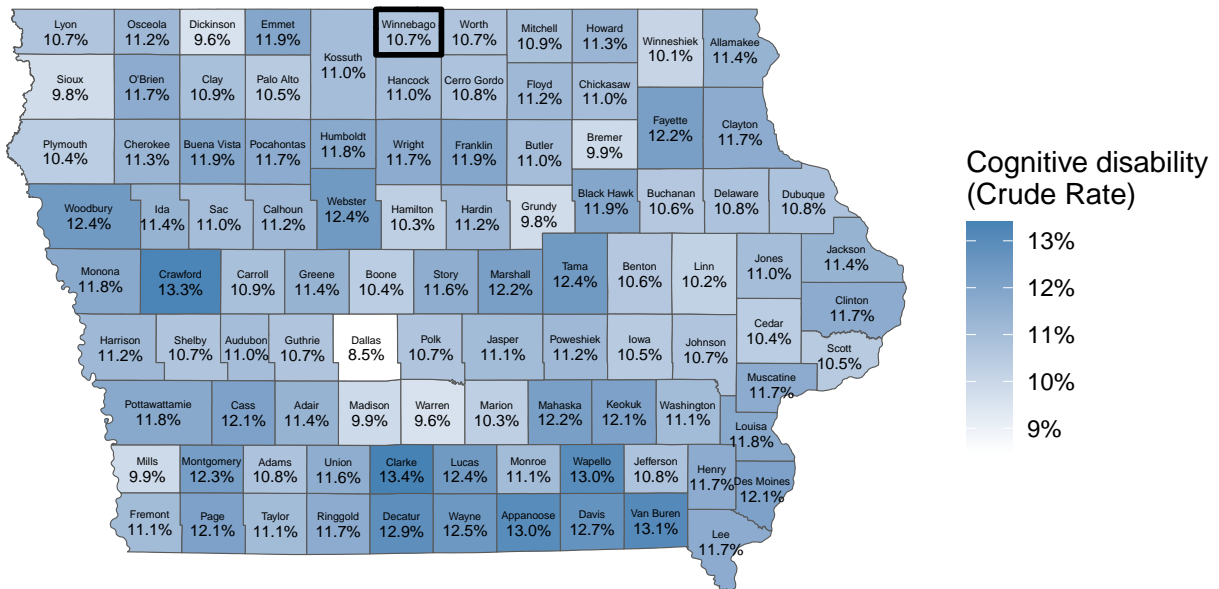 Lyon
10.7%
Osceola
11.2%
Dickinson
9.6%
Emmet
11.9%
Kossuth
11.0%
Winnebago
10.7%
Worth
10.7%
Mitchell
10.9%
Howard
11.3%
Winneshiek
10.1%
Allamakee
11.4%
Sioux
9.8%
O'Brien
11.7%
Clay
10.9%
Palo Alto
10.5%
Hancock
11.0%
Cerro Gordo
10.8%
Floyd
11.2%
Chickasaw
11.0%
Fayette
12.2%
Clayton
11.7%
Plymouth
10.4%
Cherokee
11.3%
Buena Vista
11.9%
Pocahontas
11.7%
Humboldt
11.8%
Wright
11.7%
Franklin
11.9%
Butler
11.0%
Bremer
9.9%
Woodbury
12.4%
Ida
11.4%
Sac
11.0%
Calhoun
11.2%
Webster
12.4%
Hamilton
10.3%
Hardin
11.2%
Grundy
9.8%
Black Hawk
11.9%
Buchanan
10.6%
Delaware
10.8%
Dubuque
10.8%
Monona
11.8%
Crawford
13.3%
Carroll
10.9%
Greene
11.4%
Boone
10.4%
Story
11.6%
Marshall
12.2%
Tama
12.4%
Benton
10.6%
Linn
10.2%
Jones
11.0%
Jackson
11.4%
Clinton
11.7%
Harrison
11.2%
Shelby
10.7%
Audubon
11.0%
Guthrie
10.7%
Dallas
8.5%
Polk
10.7%
Jasper
11.1%
Poweshiek
11.2%
Iowa
10.5%
Johnson
10.7%
Cedar
10.4%
Scott
10.5%
Muscatine
11.7%
Pottawattamie
11.8%
Cass
12.1%
Adair
11.4%
Madison
9.9%
Warren
9.6%
Marion
10.3%
Mahaska
12.2%
Keokuk
12.1%
Washington
11.1%
Louisa
11.8%
Mills
9.9%
Montgomery
12.3%
Adams
10.8%
Union
11.6%
Clarke
13.4%
Lucas
12.4%
Monroe
11.1%
Wapello
13.0%
Jefferson
10.8%
Henry
11.7%
Des Moines
12.1%
Fremont
11.1%
Page
12.1%
Taylor
11.1%
Ringgold
11.7%
Decatur
12.9%
Wayne
12.5%
Appanoose
13.0%
Davis
12.7%
Van Buren
13.1%
Lee
11.7%
Cognitive disability
(Crude Rate)
13%
12%
11%
10%
9%